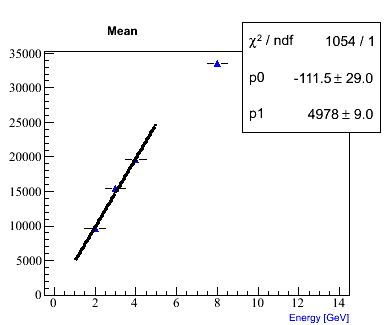 Mean
χ² / ndf 1054 / 1
p0 -111.5 ± 29.0
p1 4978 ± 9.0
35000
30000
25000
20000
15000
10000
5000
0
0 2 4 6 8 10 12 14
Energy [GeV]